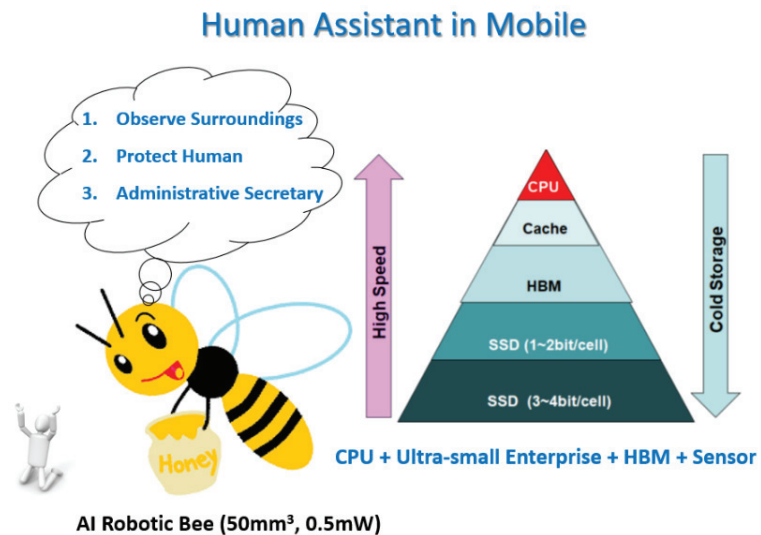 Human Assistant in Mobile
1. Observe Surroundings
2. Protect Human
3. Administrative Secretary
High Speed
CPU
Cache
HBM
SSD (1~2bit/cell)
SSD (3~4bit/cell)
Cold Storage
Honey
CPU + Ultra-small Enterprise + HBM + Sensor
AI Robotic Bee (50mm³, 0.5mW)